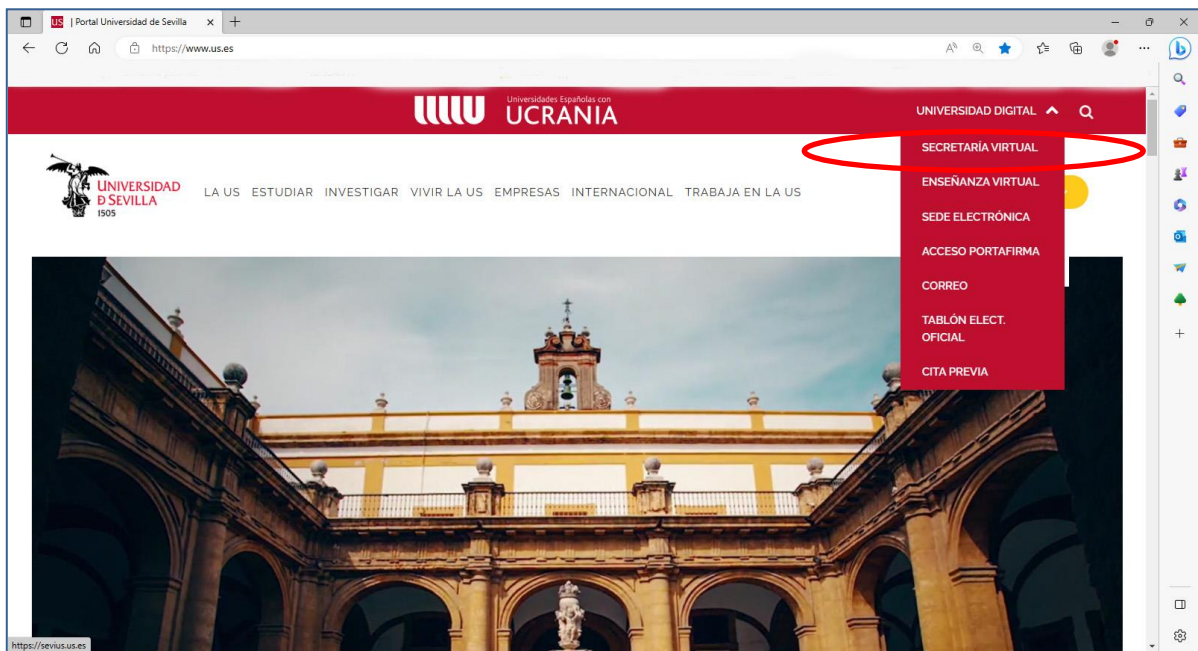 US | Portal Universidad de Sevilla
https://www.us.es
Universidades Españolas con
UCRANIA
UNIVERSIDAD DIGITAL
SECRETARÍA VIRTUAL
UNIVERSIDAD
D SEVILLA
1505
LA US ESTUDIAR INVESTIGAR VIVIR LA US EMPRESAS INTERNACIONAL TRABAJA EN LA US
ENSEÑANZA VIRTUAL
SEDE ELECTRÓNICA
ACCESO PORTAFIRMA
CORREO
TABLÓN ELECT.
OFICIAL
CITA PREVIA
https://sevius.us.es